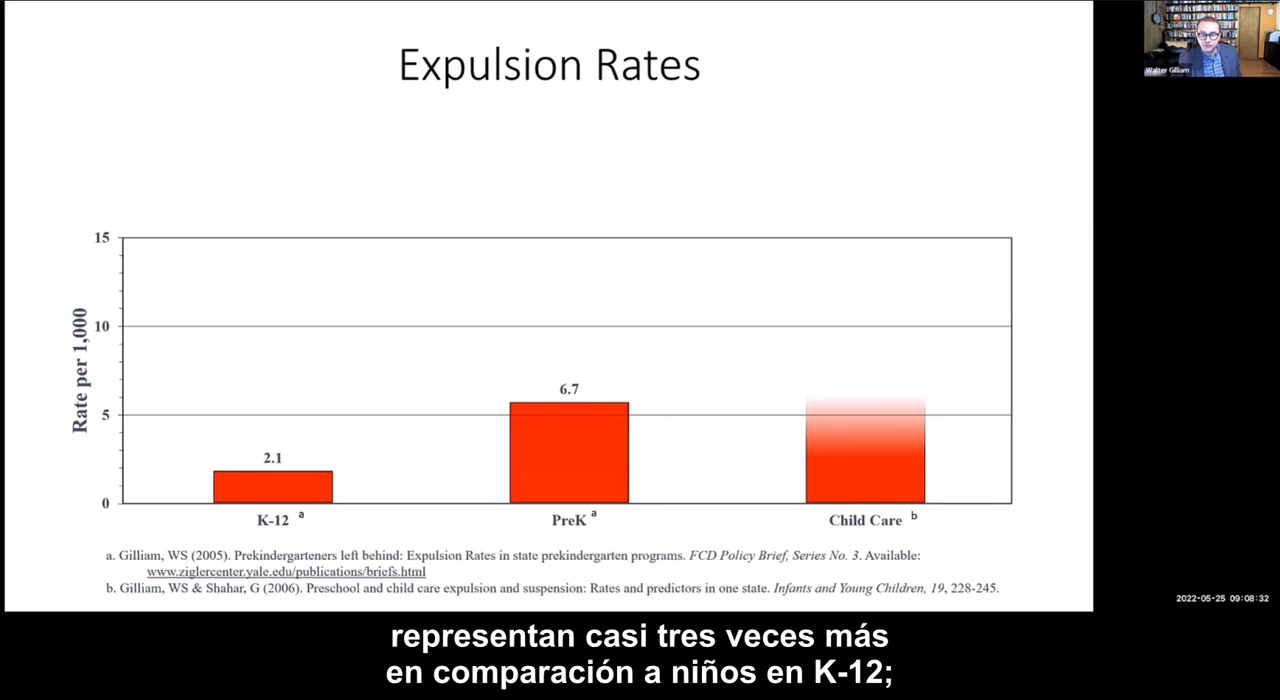 Expulsion Rates
Walter Gilliam
15
10
5
0
Rate per 1,000
2.1
6.7
K-12 a
PreK a
Child Care b
a. Gilliam, WS (2005). Prekindergarteners left behind: Expulsion Rates in state prekindergarten programs. FCD Policy Brief, Series No. 3. Available:
www.ziglercenter.yale.edu/publications/briefs.html
b. Gilliam, WS & Shahar, G (2006). Preschool and child care expulsion and suspension: Rates and predictors in one state. Infants and Young Children, 19, 228-245.
2022-05-25 09:08:32
representan casi tres veces más
en comparación a niños en K-12;